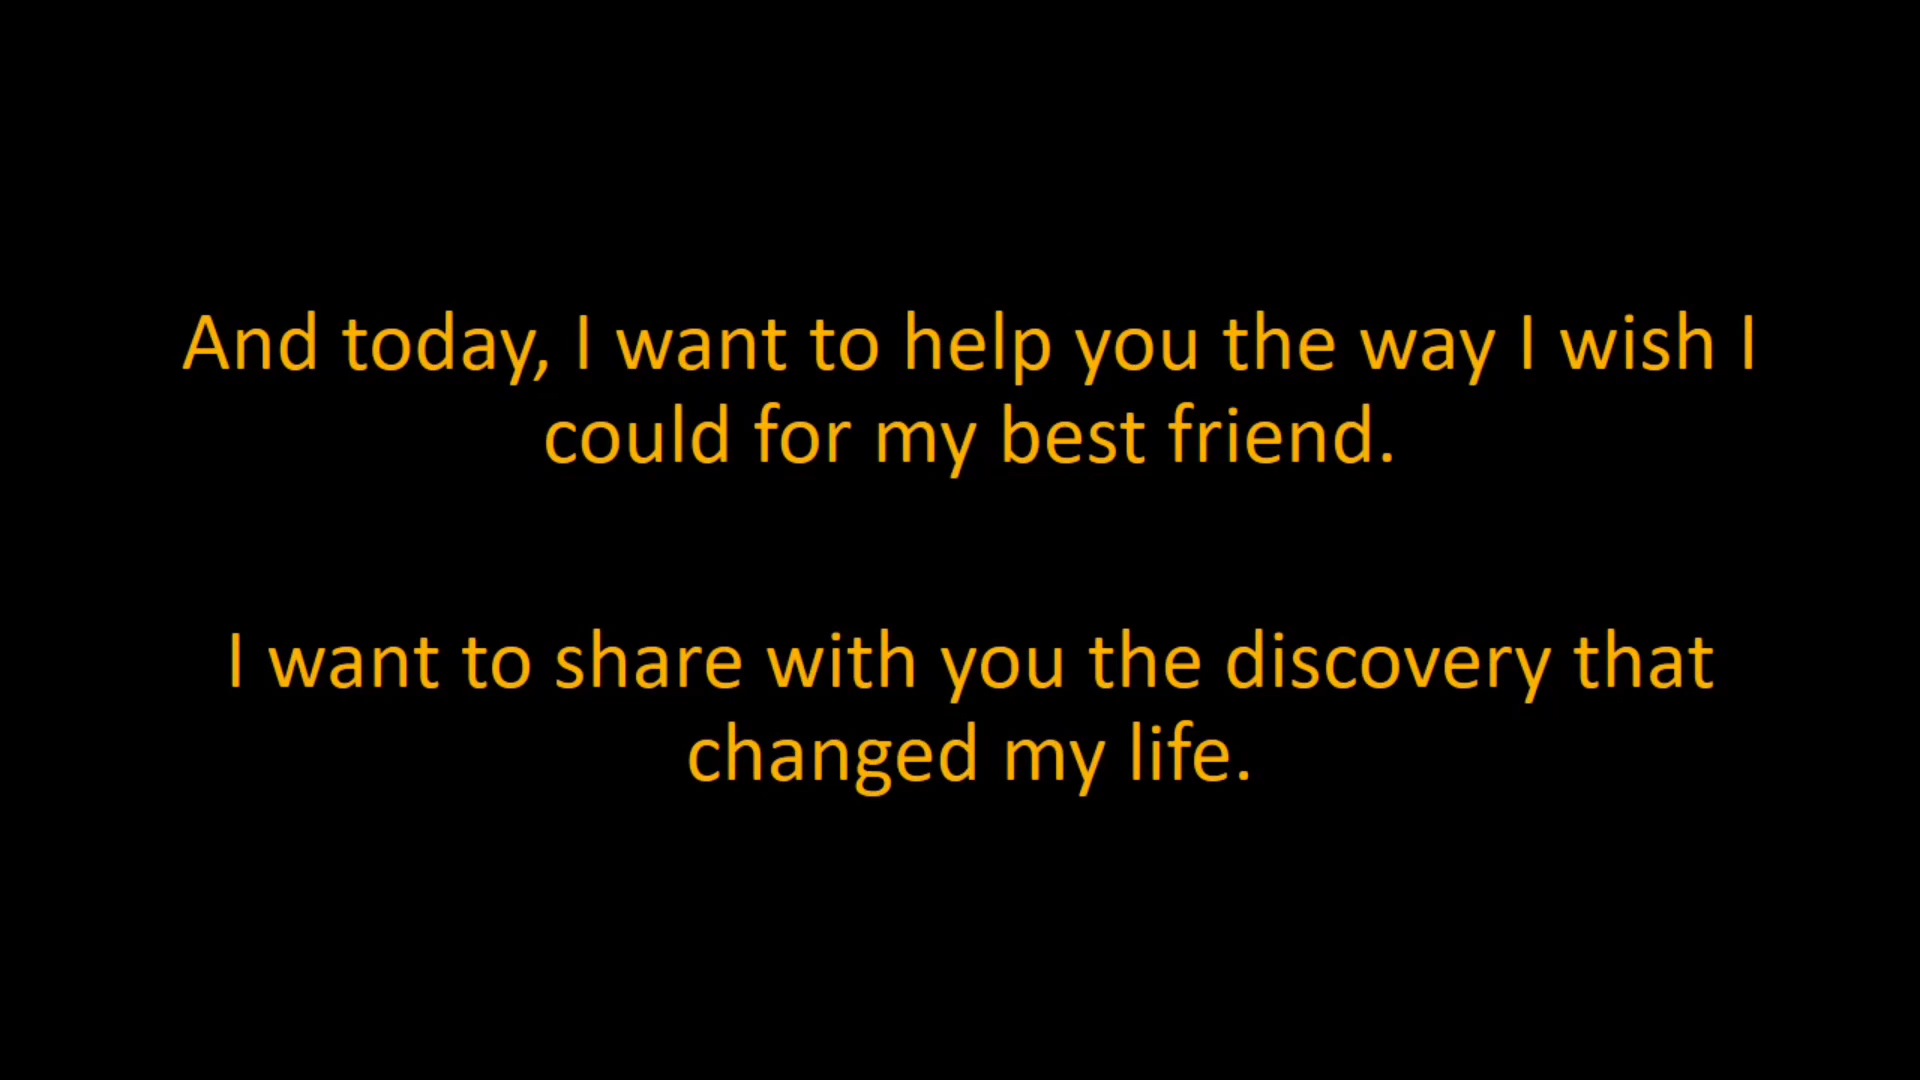 And today, I want to help you the way I wish I
could for my best friend.
I want to share with you the discovery that
changed my life.